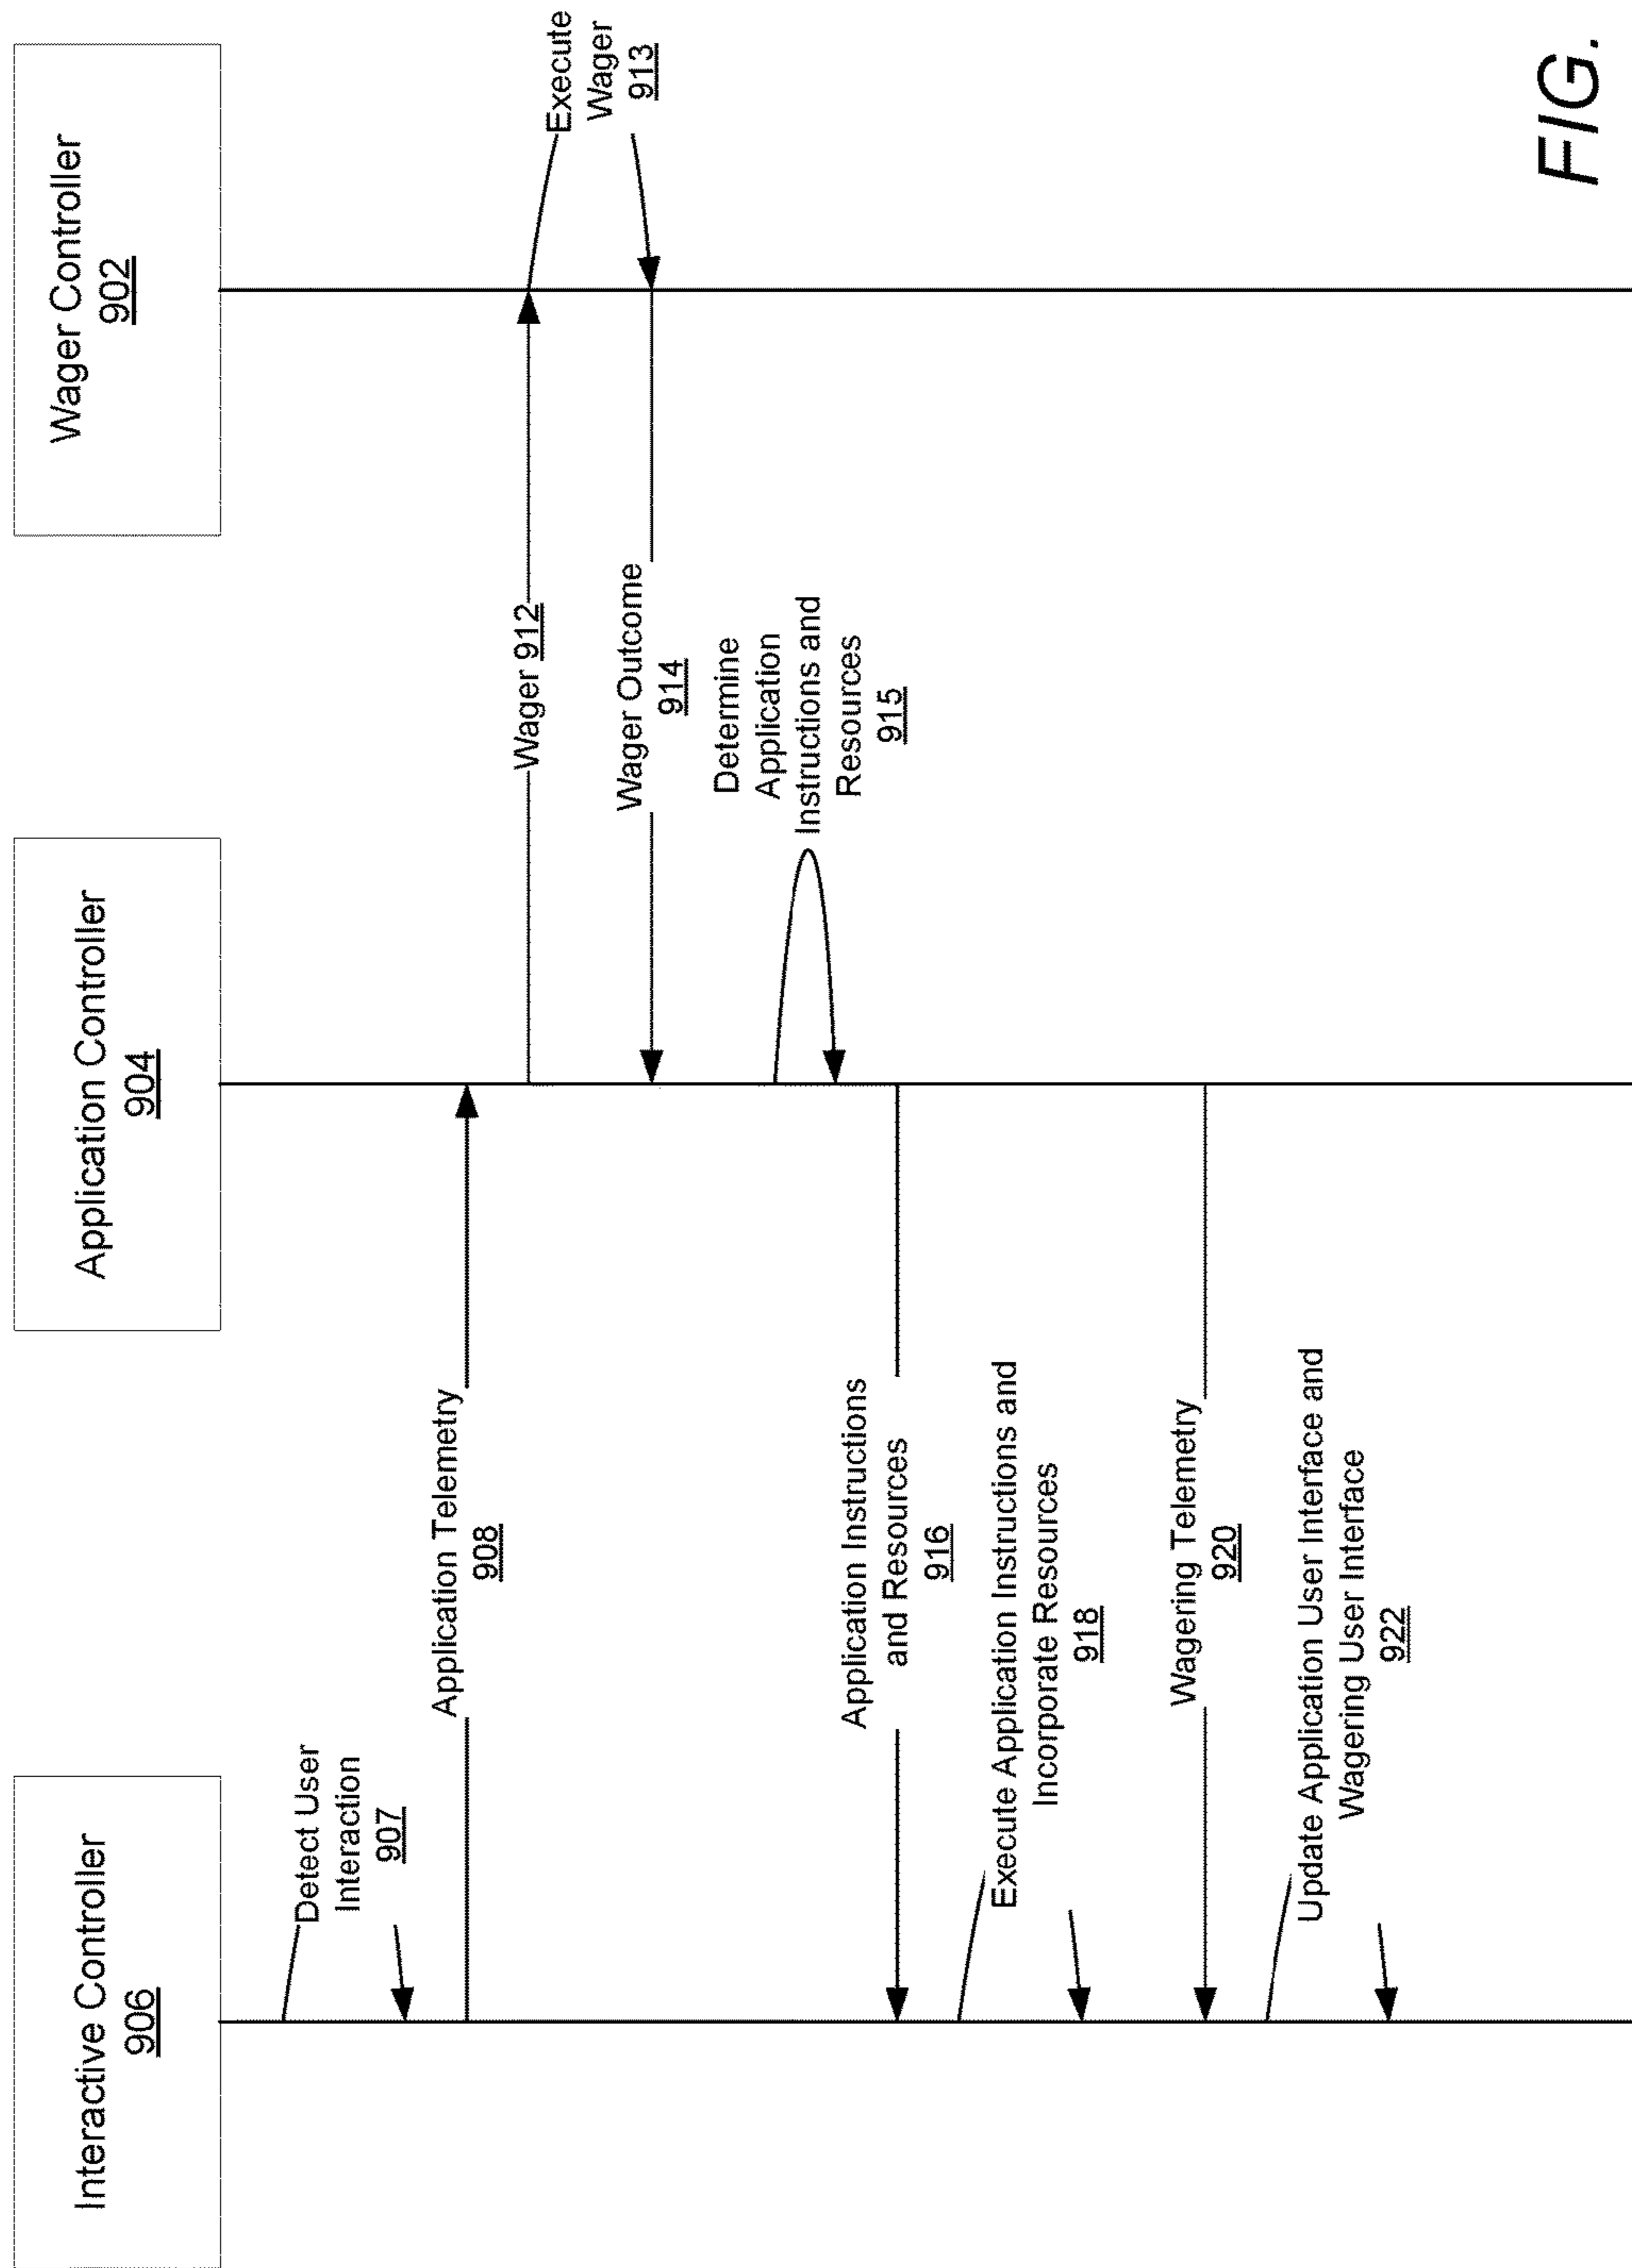 Interactive Controller
906
Application Controller
904
Wager Controller
902
Detect User
Interaction
907
Application Telemetry
908
Wager 912
Execute
Wager
913
Wager Outcome
914
Determine
Application
Instructions and
Resources
915
Application Instructions
and Resources
916
Execute Application Instructions and
Incorporate Resources
918
Wagering Telemetry
920
Update Application User Interface and
Wagering User Interface
922
FIG.